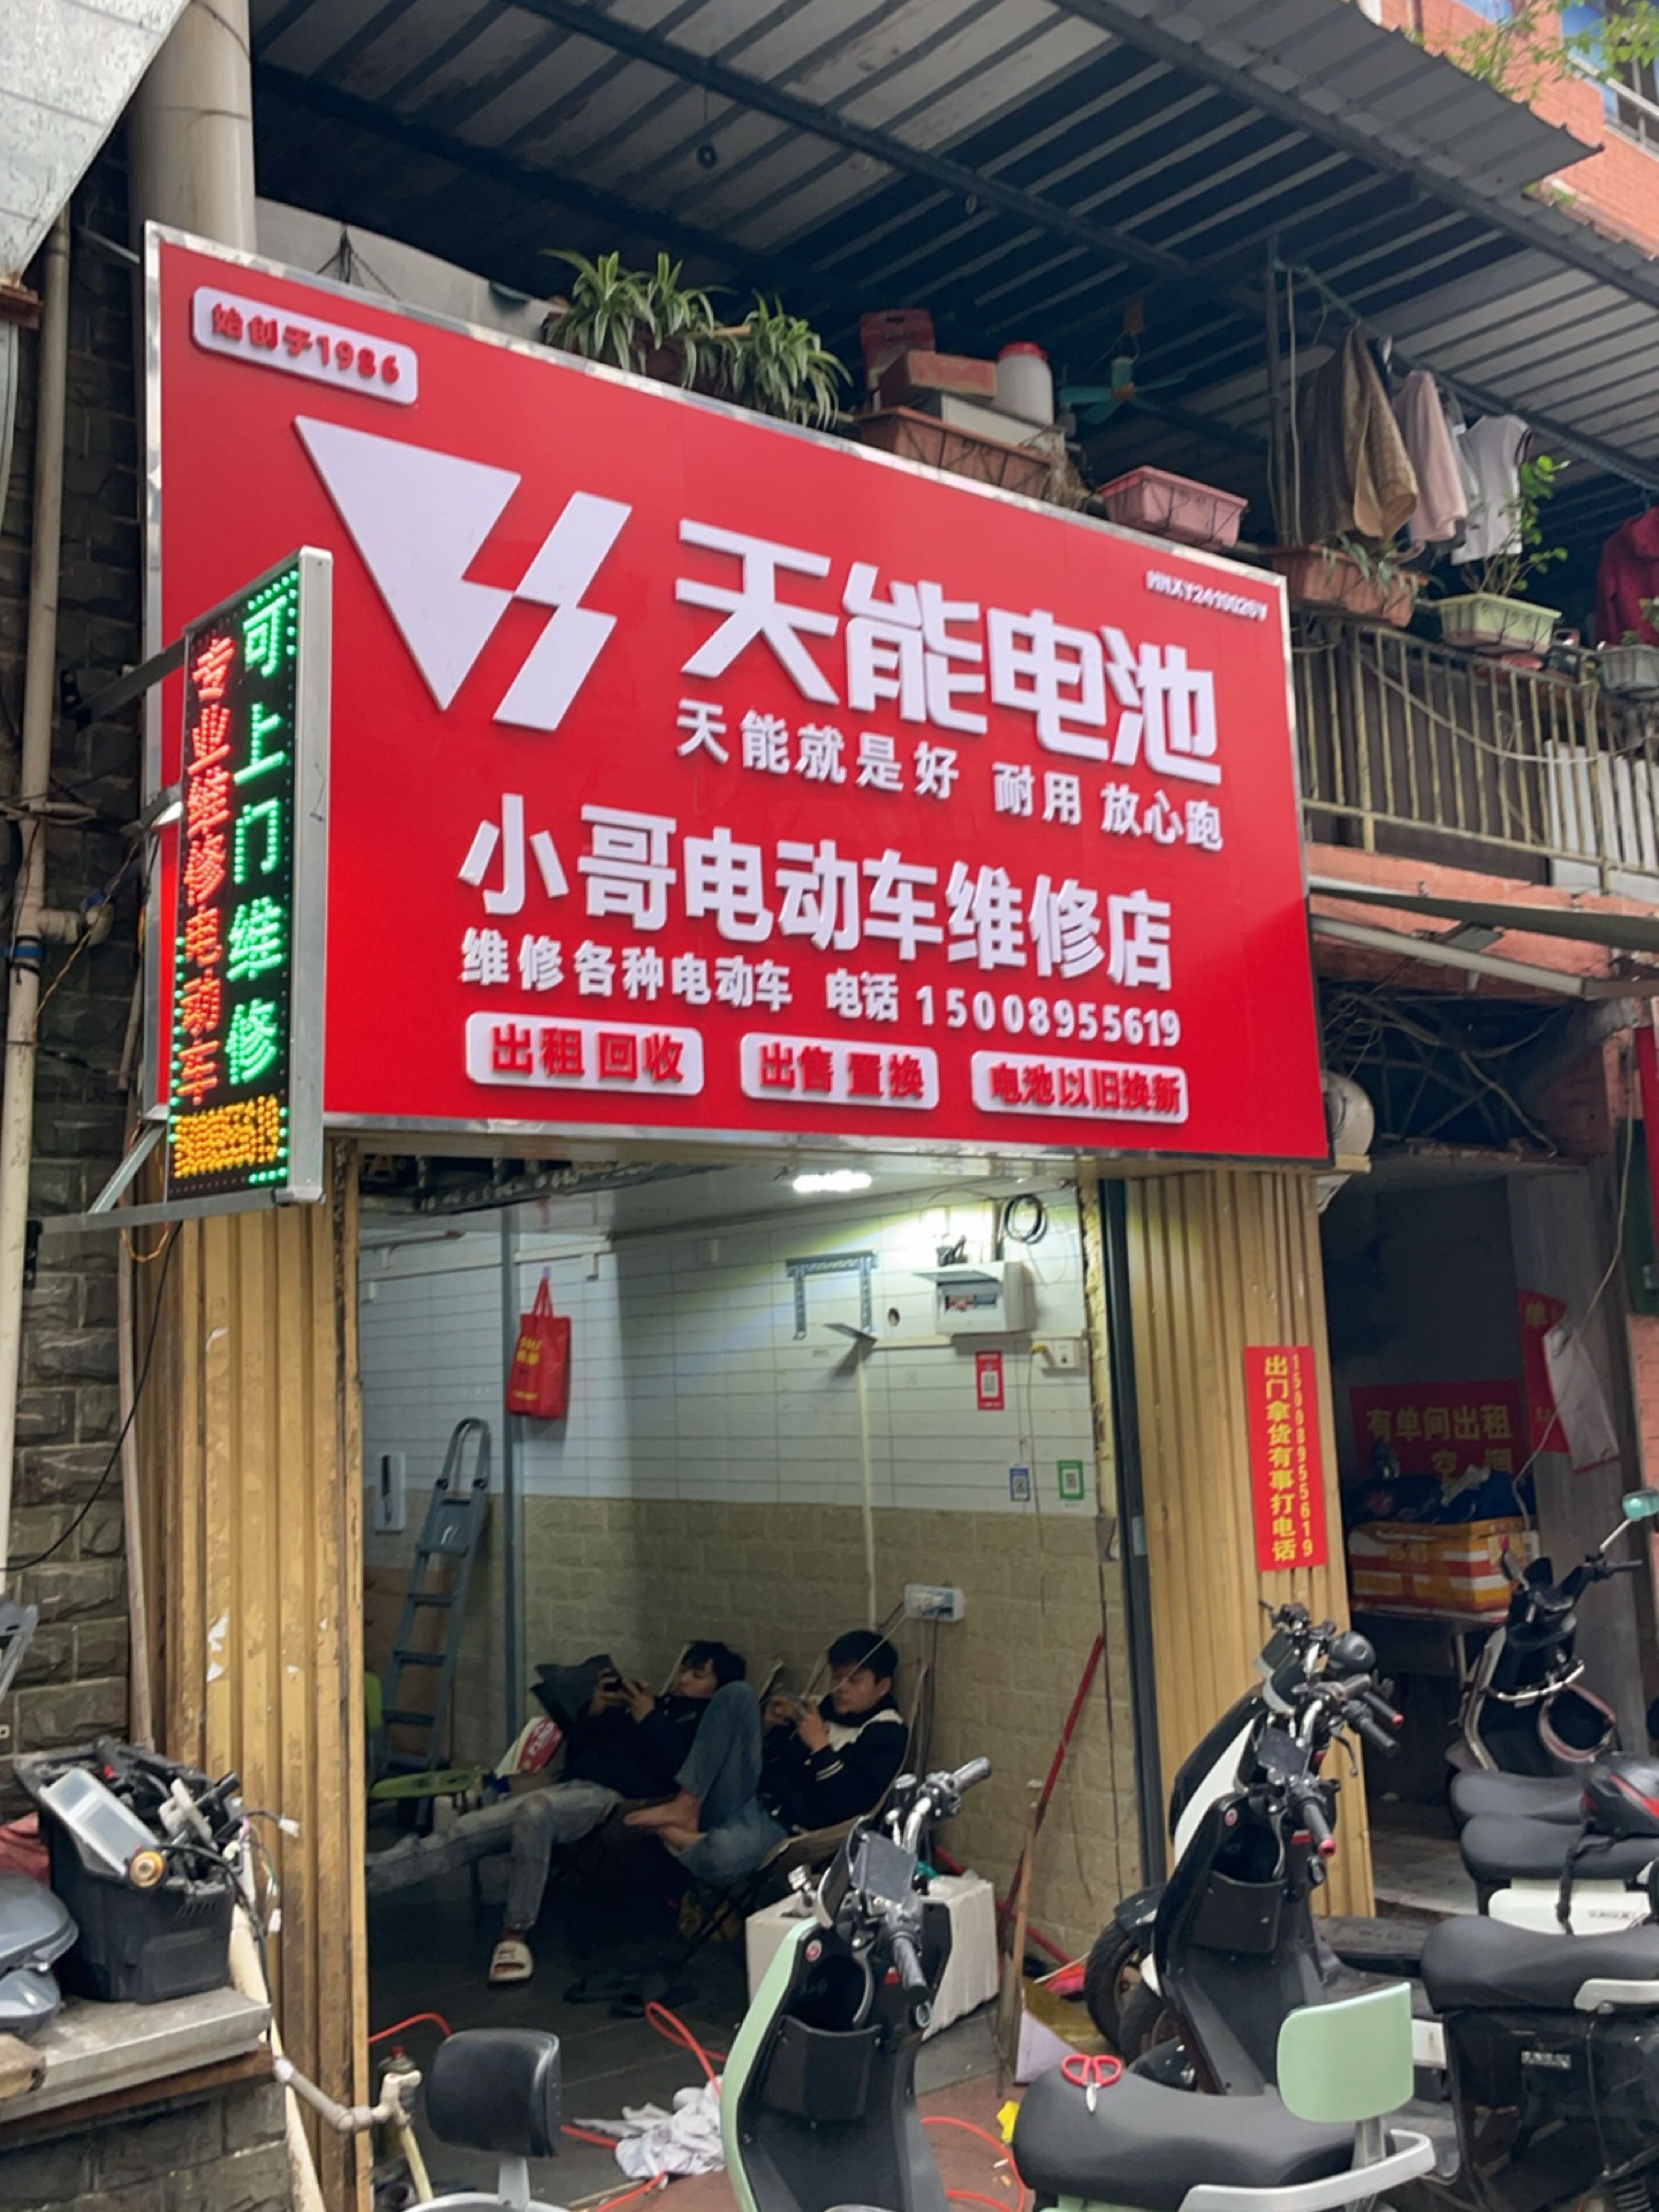 始创于1986
HNXY2410020Y
天能电池
天能就是好 耐用 放心跑
小哥电动车维修店
维修各种电动车 电话 15008955619
出租 回收
出售 置换
电池以旧换新
可上门维修
专业维修电动车
出门拿货有事打电话
15008955619
有单间出租